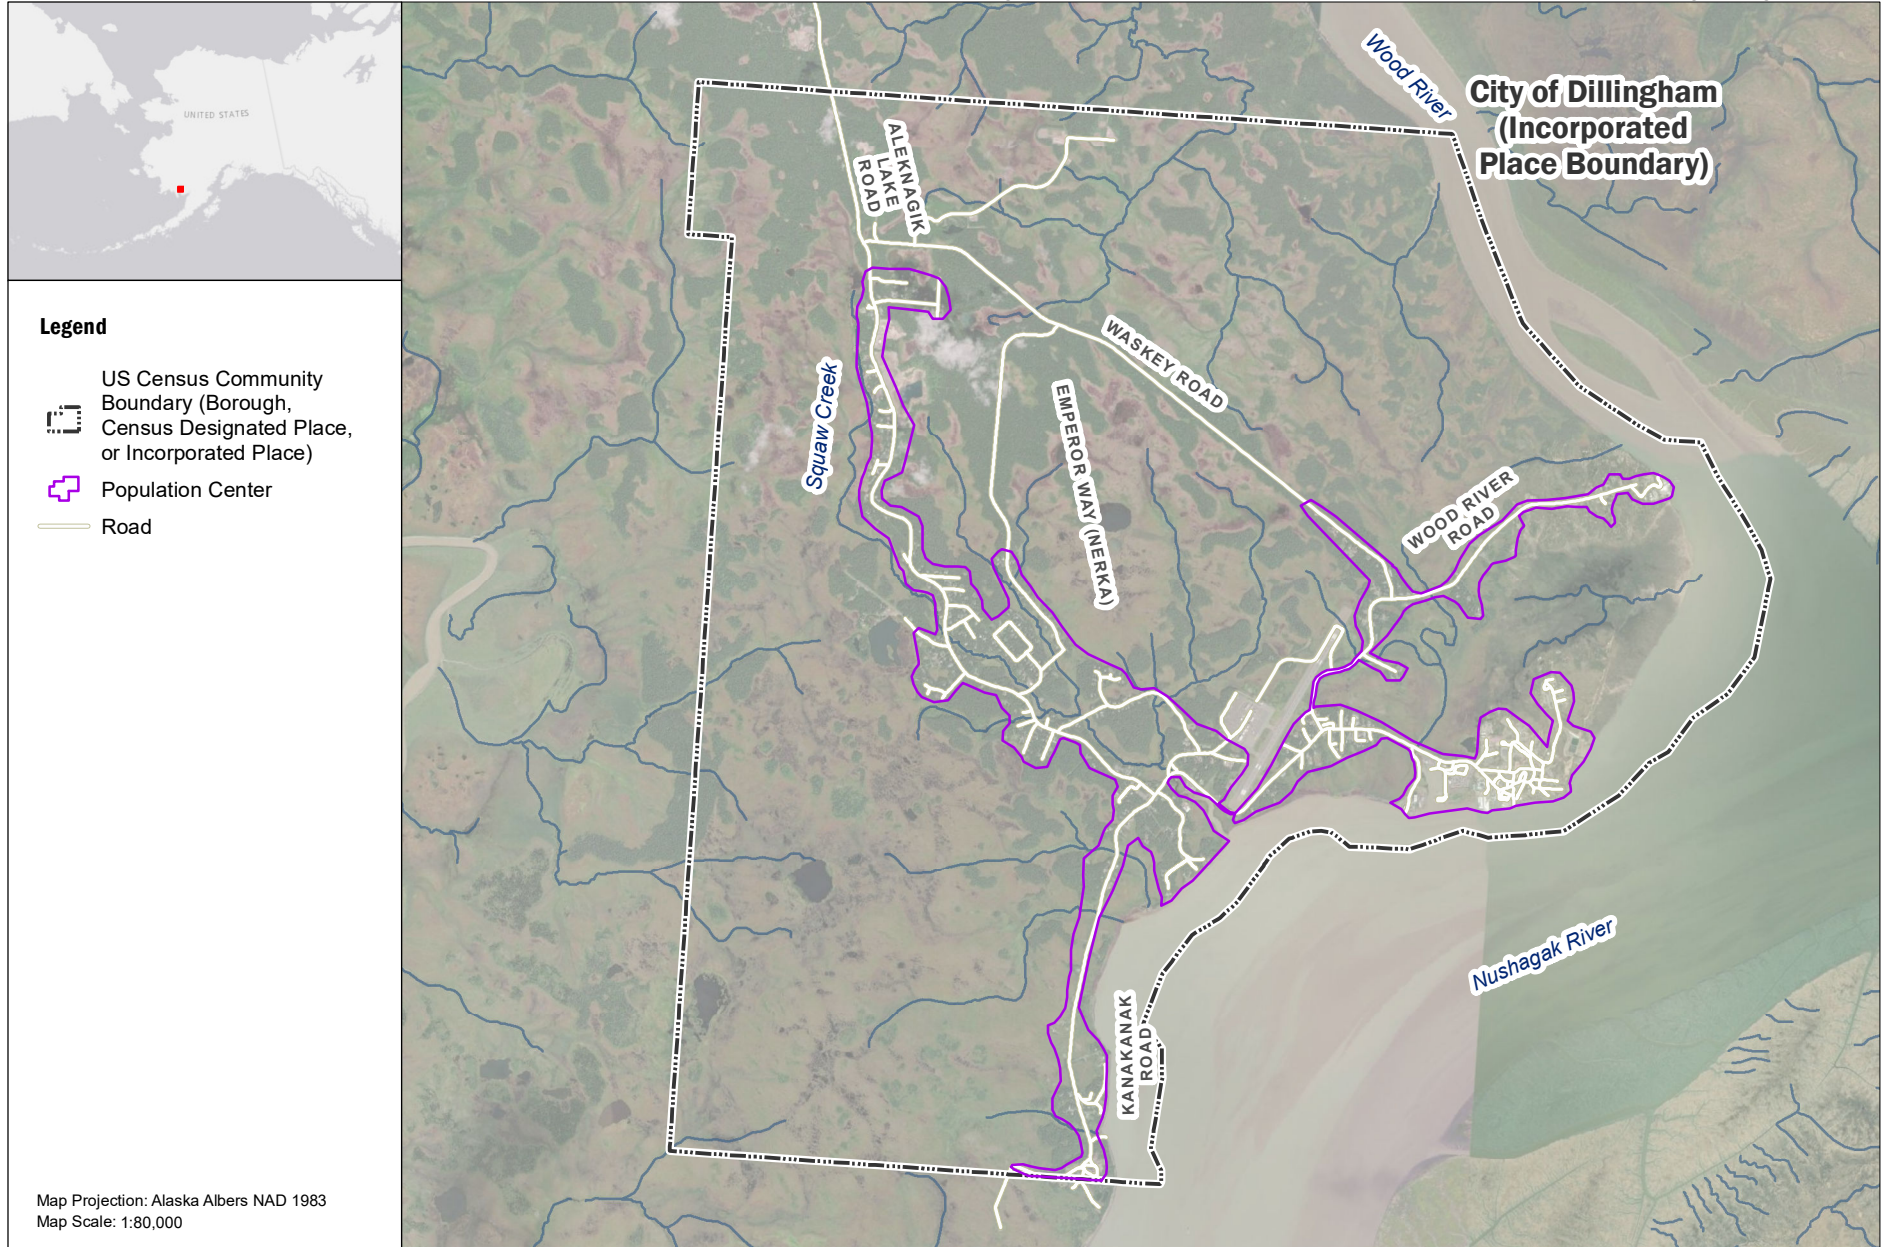 UNITED STATES
Legend
US Census Community
Boundary (Borough,
Census Designated Place,
or Incorporated Place)
Population Center
Road
Map Projection: Alaska Albers NAD 1983
Map Scale: 1:80,000
Wood River
City of Dillingham
(Incorporated
Place Boundary)
ALEKNAGIK
LAKE
ROAD
WASKEY ROAD
Squaw Creek
EMPEROR WAY (NERKA)
WOOD RIVER
ROAD
Nushagak River
KANAKANAK
ROAD